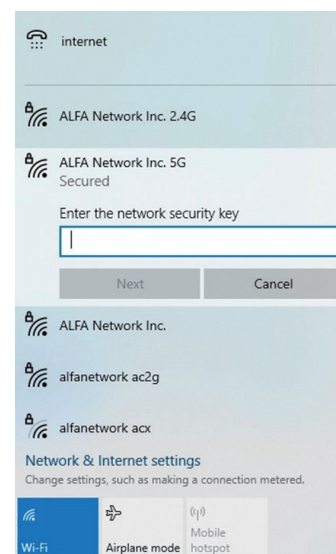 internet
ALFA Network Inc. 2.4G
ALFA Network Inc. 5G
Secured
Enter the network security key
Next
Cancel
ALFA Network Inc.
alfanetwork ac2g
alfanetwork acx
Network & Internet settings
Change settings, such as making a connection metered.
Wi-Fi
Airplane mode
Mobile
hotspot